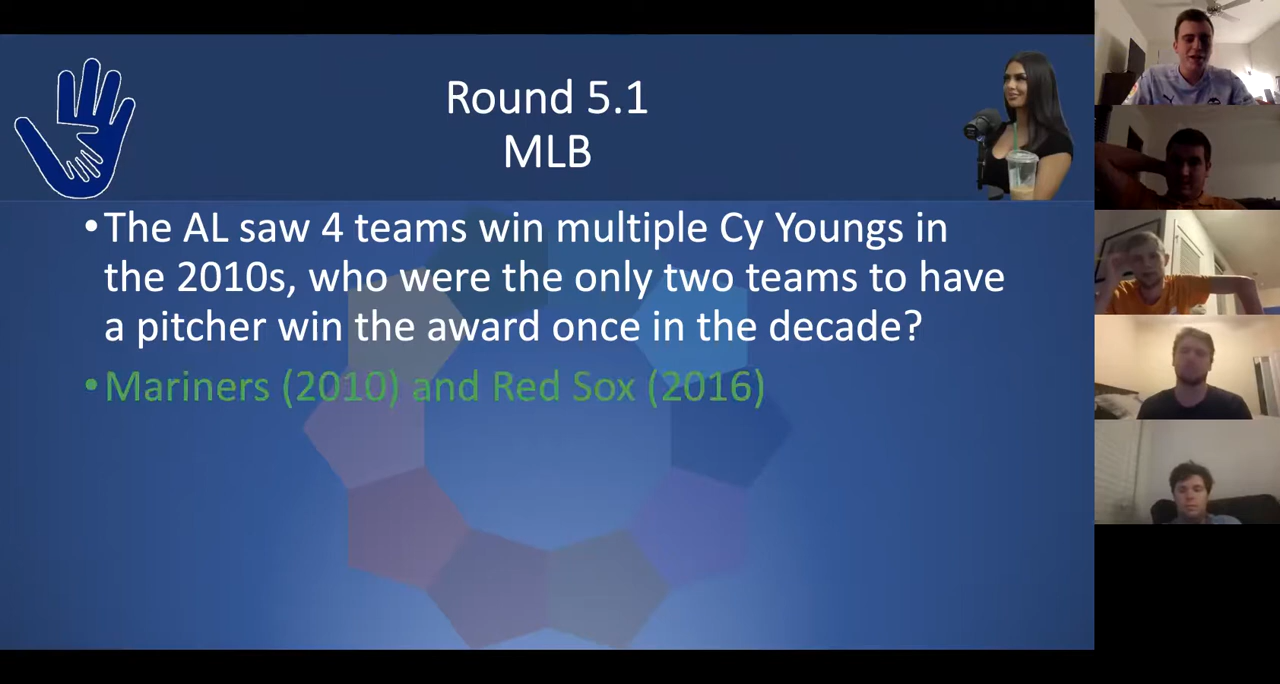 Round 5.1
MLB
•The AL saw 4 teams win multiple Cy Youngs in
the 2010s, who were the only two teams to have
a pitcher win the award once in the decade?
•Mariners (2010) and Red Sox (2016)